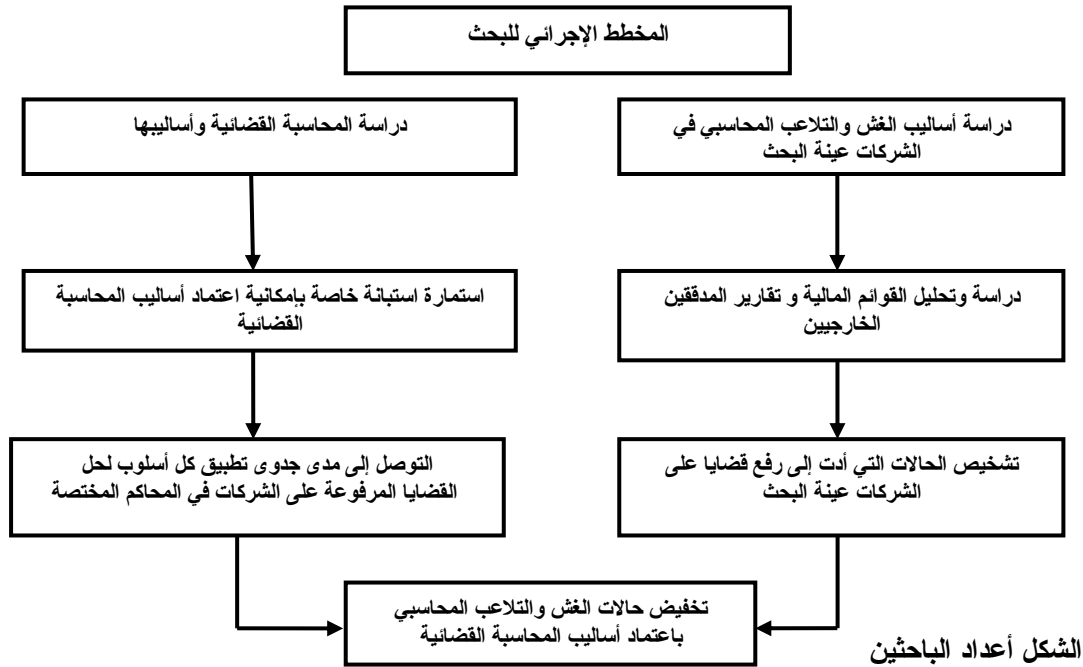 المخطط الإجرائي للبحث
دراسة أساليب الغش والتلاعب المحاسبي في
الشركات عينة البحث
دراسة المحاسبة القضائية وأساليبها
دراسة وتحليل القوائم المالية و تقارير المدققين
الخارجيين
استمارة استبانة خاصة بإمكانية اعتماد أساليب المحاسبة
القضائية
تشخيص الحالات التي أدت إلى رفع قضايا على
الشركات عينة البحث
التوصل إلى مدى جدوى تطبيق كل أسلوب لحل
القضايا المرفوعة على الشركات في المحاكم المختصة
تخفيض حالات الغش والتلاعب المحاسبي
باعتماد أساليب المحاسبة القضائية
الشكل أعداد الباحثين